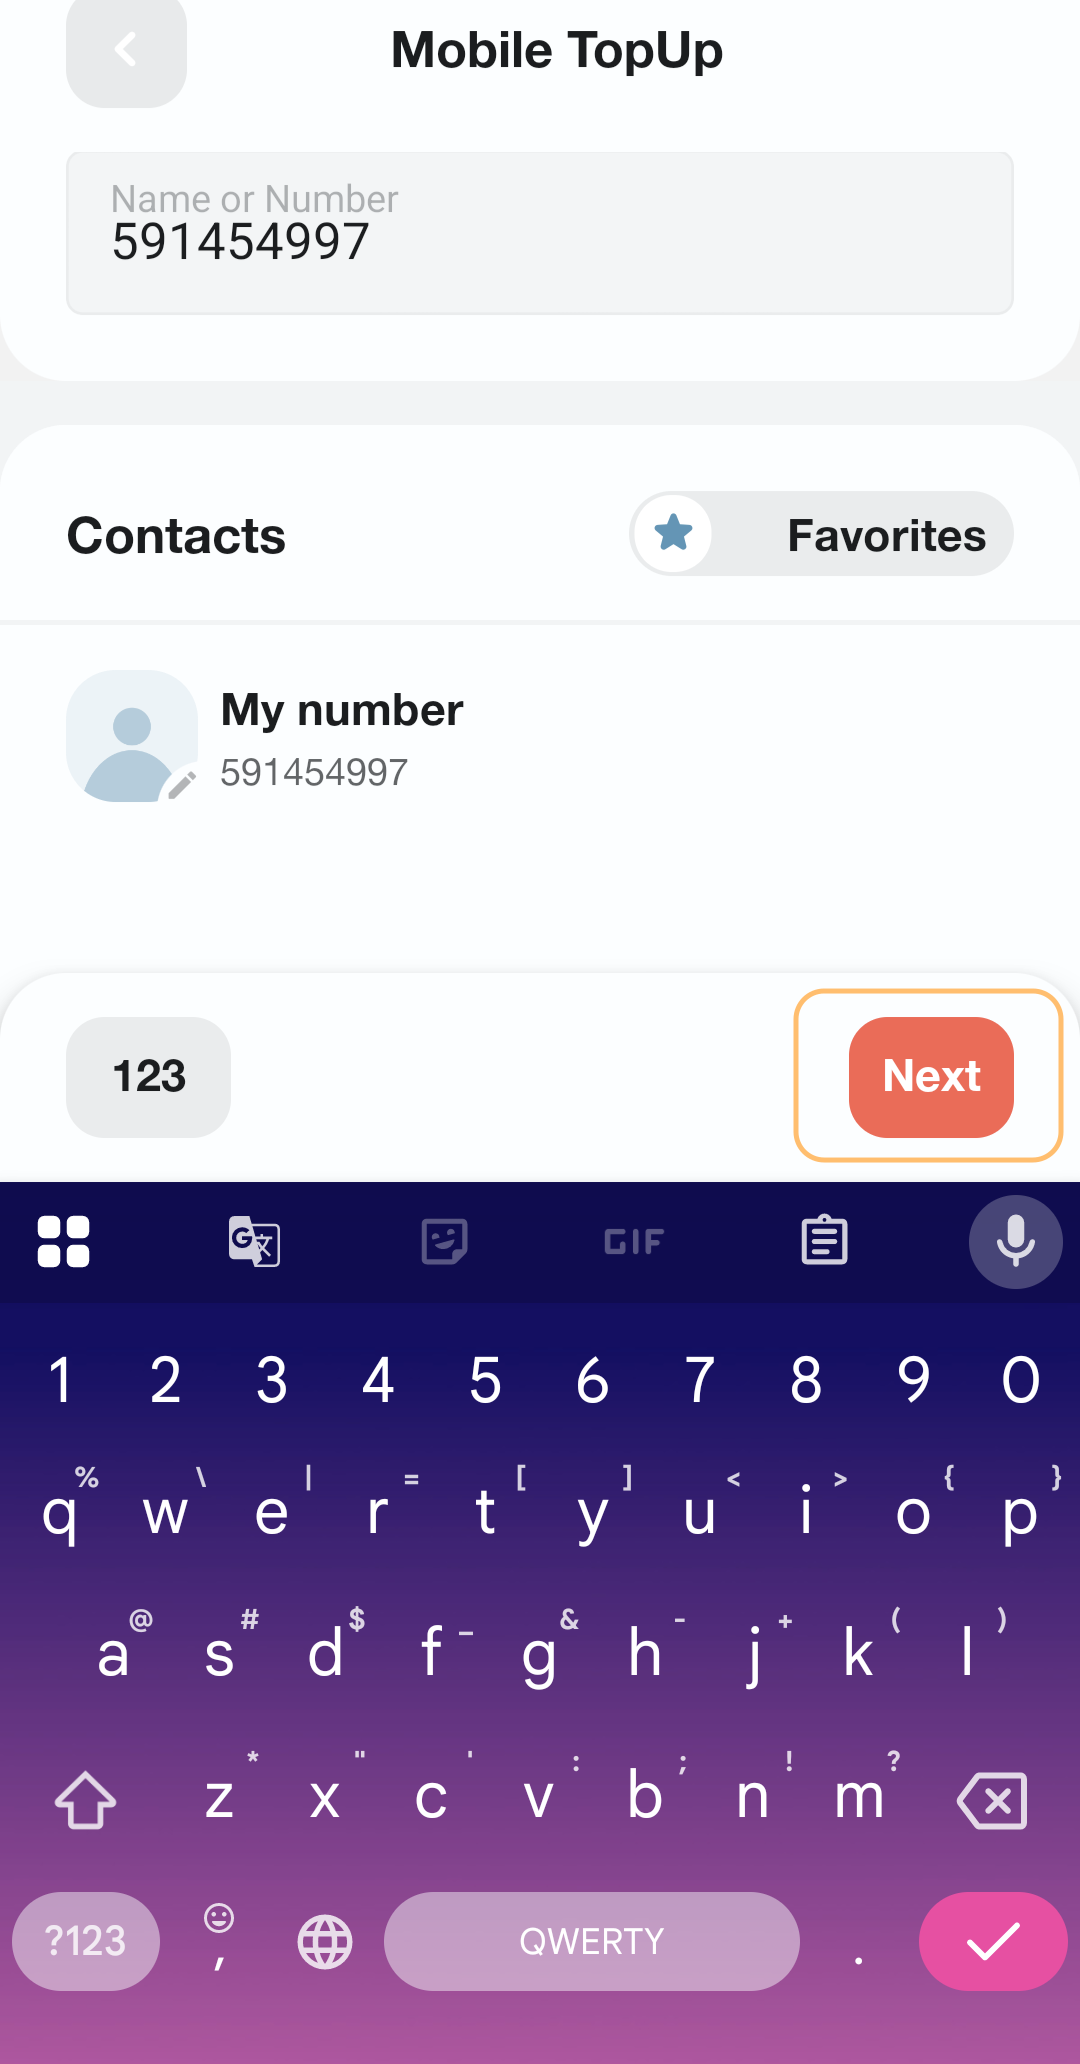 Mobile TopUp
Name or Number
591454997
Contacts
Favorites
My number
591454997
123
Next
GIF
1 2 3 4 5 6 7 8 9 0
% \ | = [ ] < > { }
q w e r t y u i o p
@ # $ _ & - + ( )
a s d f g h j k l
* " ' : ; ! ?
z x c v b n m
?123 , QWERTY .